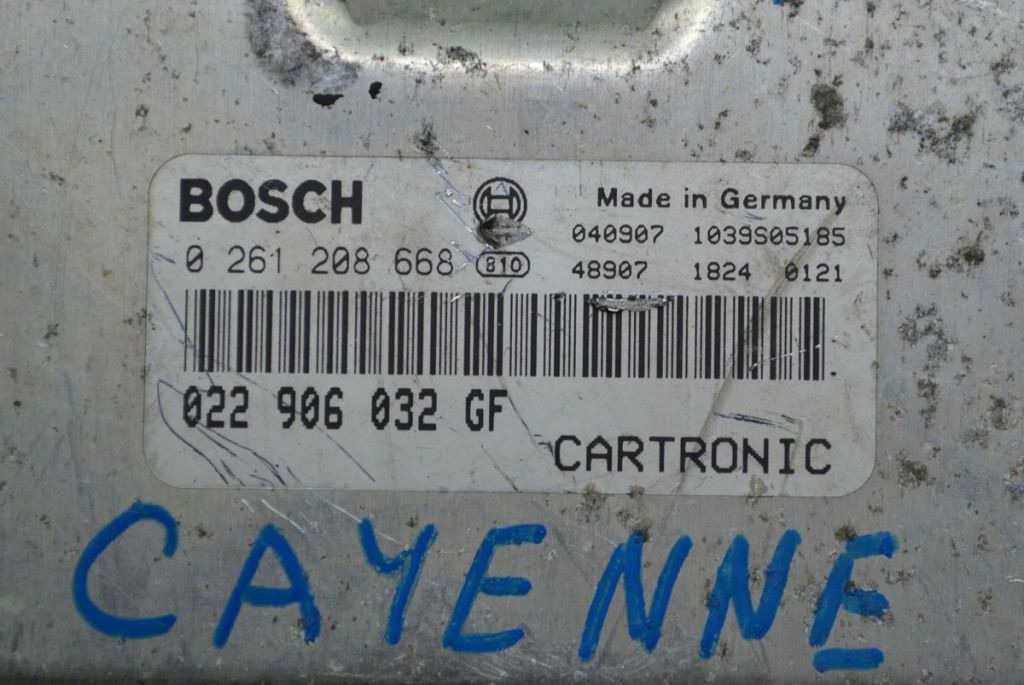 BOSCH
Made in Germany
040907 1039S05185
0 261 208 668 810
48907 1824 0121
022 906 032 GF
CARTRONIC
CAYENNE